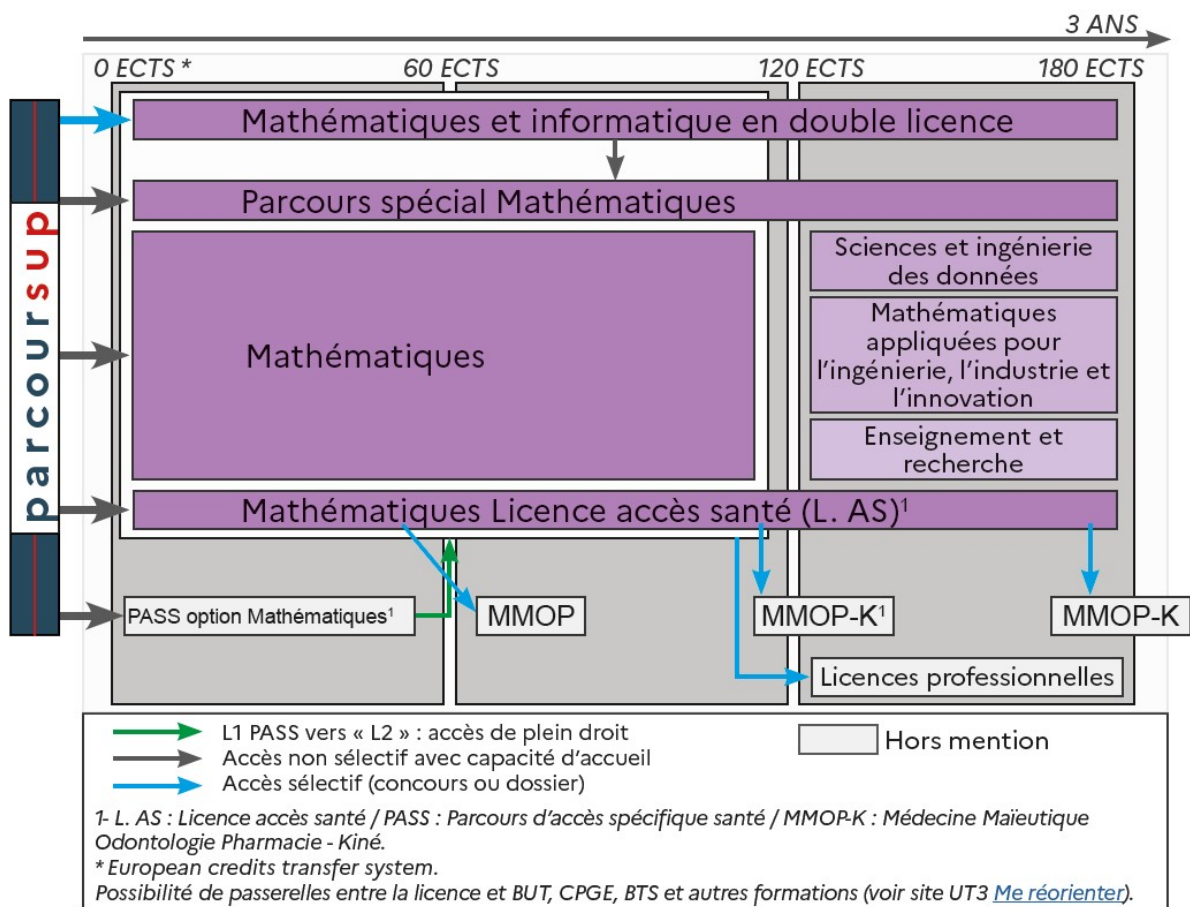 3 ANS
0 ECTS *
60 ECTS
120 ECTS
180 ECTS
parcoursup
Mathématiques et informatique en double licence
Parcours spécial Mathématiques
Mathématiques
Sciences et ingénierie
des données
Mathématiques
appliquées pour
l’ingénierie, l’industrie et
l’innovation
Enseignement et
recherche
Mathématiques Licence accès santé (L. AS)¹
PASS option Mathématiques¹
MMOP
MMOP-K¹
MMOP-K
Licences professionnelles
L1 PASS vers « L2 » : accès de plein droit
Accès non sélectif avec capacité d’accueil
Accès sélectif (concours ou dossier)
Hors mention
1- L. AS : Licence accès santé / PASS : Parcours d’accès spécifique santé / MMOP-K : Médecine Maïeutique
Odontologie Pharmacie - Kiné.
* European credits transfer system.
Possibilité de passerelles entre la licence et BUT, CPGE, BTS et autres formations (voir site UT3 Me réorienter).